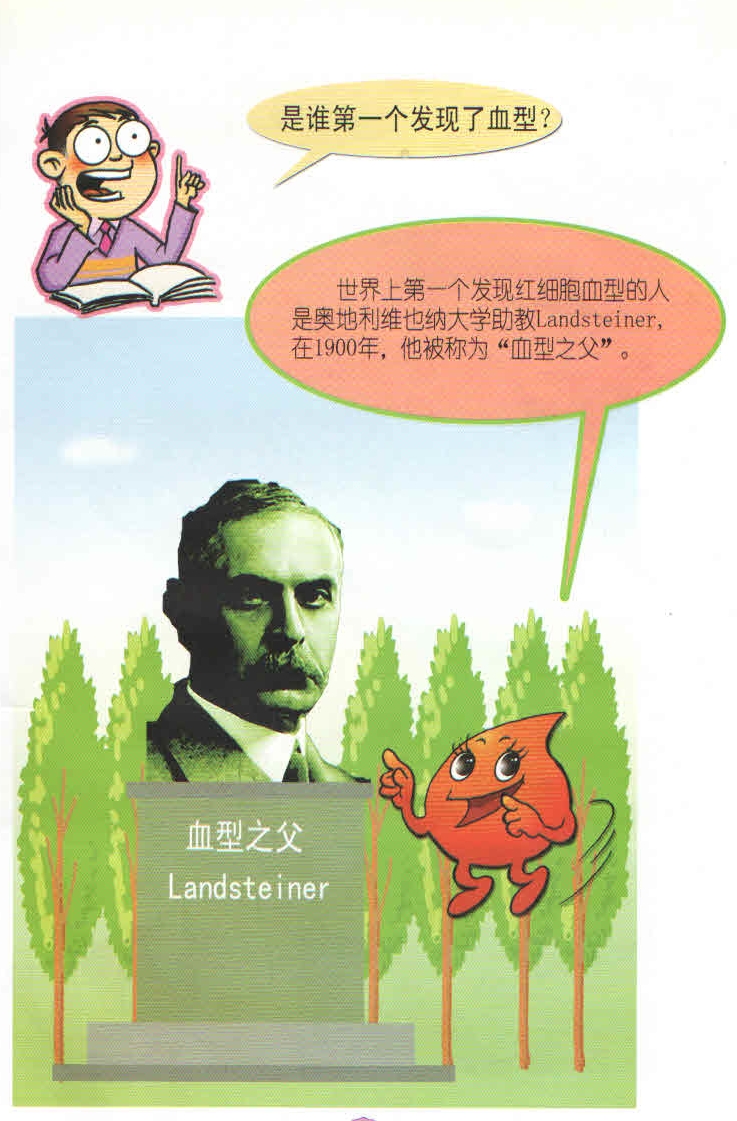 是谁第一个发现了血型？
世界上第一个发现红细胞血型的人
是奥地利维也纳大学助教Landsteiner,
在1900年，他被称为“血型之父”。
血型之父
Landsteiner